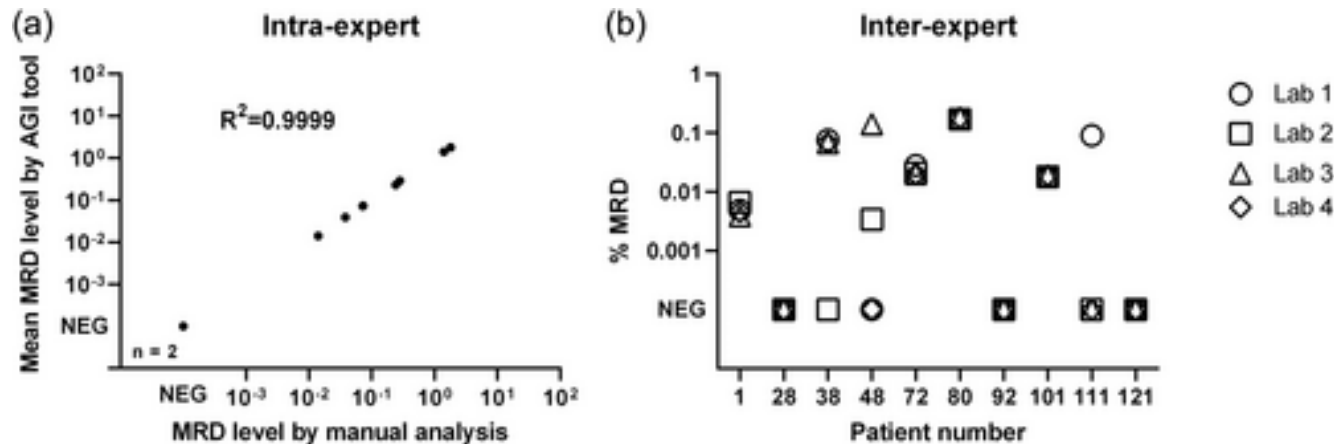 (a)
Intra-expert
Mean MRD level by AGI tool
10²
10¹
10⁰
10⁻¹
10⁻²
10⁻³
NEG
R²=0.9999
n = 2
NEG 10⁻³ 10⁻² 10⁻¹ 10⁰ 10¹ 10²
MRD level by manual analysis
(b)
Inter-expert
% MRD
1
0.1
0.01
0.001
NEG
1 28 38 48 72 80 92 101 111 121
Patient number
Lab 1
Lab 2
Lab 3
Lab 4